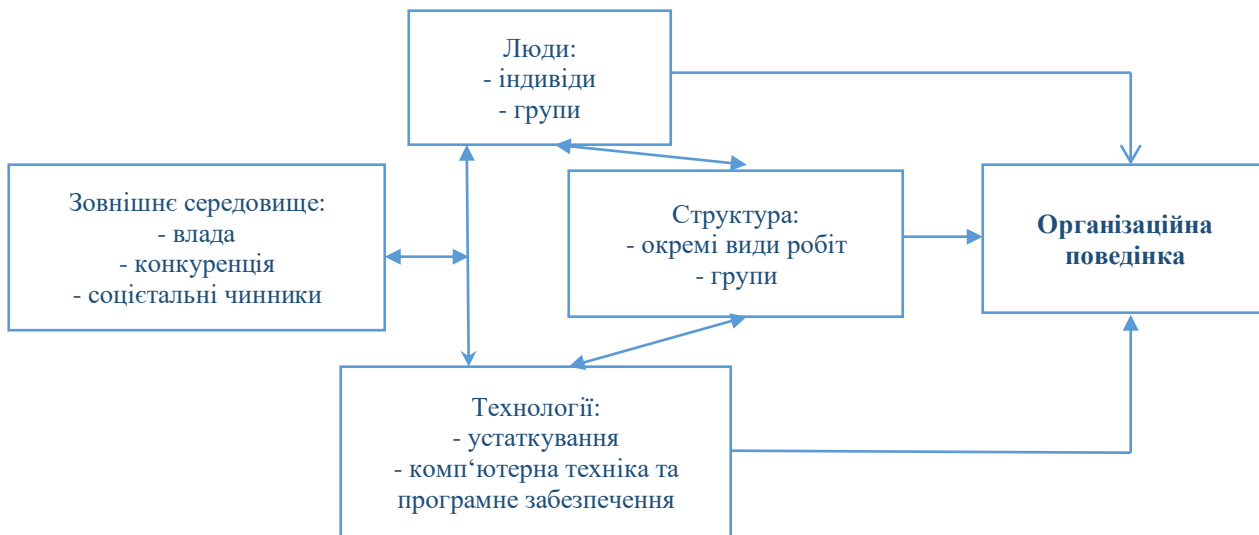 Люди:
- індивіди
- групи
Зовнішнє середовище:
- влада
- конкуренція
- соцієтальні чинники
Структура:
- окремі види робіт
- групи
Організаційна
поведінка
Технології:
- устаткування
- комп‘ютерна техніка та
програмне забезпечення